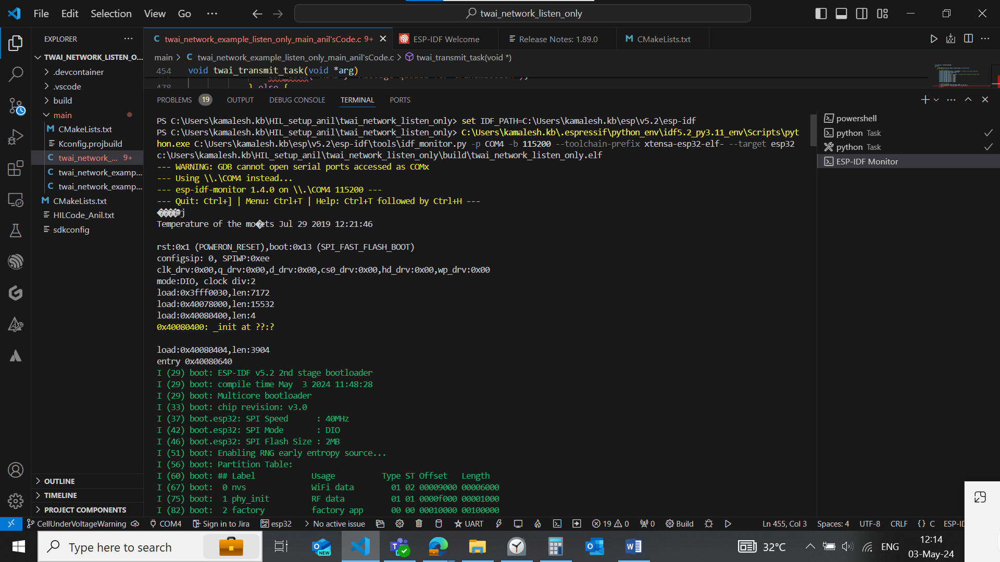 File Edit Selection View Go ··· twai_network_listen_only
EXPLORER ···
TWAI_NETWORK_LISTEN_O...
.devcontainer
.vscode
build
main
CMakeLists.txt
Kconfig.projbuild
twai_network_... 9+
twai_network_examp...
twai_network_examp...
CMakeLists.txt
HILCode_Anil.txt
sdkconfig
OUTLINE
TIMELINE
PROJECT COMPONENTS
twai_network_example_listen_only_main_anil'sCode.c 9+ ESP-IDF Welcome Release Notes: 1.89.0 CMakeLists.txt
main > C twai_network_example_listen_only_main_anil'sCode.c > twai_transmit_task(void *)
454 void twai_transmit_task(void *arg)
478 } else {
PROBLEMS 19 OUTPUT DEBUG CONSOLE TERMINAL PORTS
PS C:\Users\kamalesh.kb\HIL_setup_anil\twai_network_listen_only> set IDF_PATH=C:\Users\kamalesh.kb\esp\v5.2\esp-idf
PS C:\Users\kamalesh.kb\HIL_setup_anil\twai_network_listen_only> C:\Users\kamalesh.kb\.espressif\python_env\idf5.2_py3.11_env\Scripts\pyt
hon.exe C:\Users\kamalesh.kb\esp\v5.2\esp-idf\tools\idf_monitor.py -p COM4 -b 115200 --toolchain-prefix xtensa-esp32-elf- --target esp32
c:\Users\kamalesh.kb\HIL_setup_anil\twai_network_listen_only\build\twai_network_listen_only.elf
--- WARNING: GDB cannot open serial ports accessed as COMx
--- Using \\.\COM4 instead...
--- esp-idf-monitor 1.4.0 on \\.\COM4 115200 ---
--- Quit: Ctrl+] | Menu: Ctrl+T | Help: Ctrl+T followed by Ctrl+H ---
j
Temperature of the mo�ets Jul 29 2019 12:21:46
rst:0x1 (POWERON_RESET),boot:0x13 (SPI_FAST_FLASH_BOOT)
configsip: 0, SPIWP:0xee
clk_drv:0x00,q_drv:0x00,d_drv:0x00,cs0_drv:0x00,hd_drv:0x00,wp_drv:0x00
mode:DIO, clock div:2
load:0x3fff0030,len:7172
load:0x40078000,len:15532
load:0x40080400,len:4
0x40080400: _init at ??:?
load:0x40080404,len:3904
entry 0x40080640
I (29) boot: ESP-IDF v5.2 2nd stage bootloader
I (29) boot: compile time May  3 2024 11:48:28
I (29) boot: Multicore bootloader
I (33) boot: chip revision: v3.0
I (37) boot.esp32: SPI Speed      : 40MHz
I (42) boot.esp32: SPI Mode       : DIO
I (46) boot.esp32: SPI Flash Size : 2MB
I (51) boot: Enabling RNG early entropy source...
I (56) boot: Partition Table:
I (60) boot: ## Label            Usage          Type ST Offset   Length
I (67) boot:  0 nvs              WiFi data        01 02 00009000 00006000
I (75) boot:  1 phy_init         RF data          01 01 0000f000 00001000
I (82) boot:  2 factory          factory app      00 00 00010000 00100000
powershell
python Task
python Task
ESP-IDF Monitor
CellUnderVoltageWarning COM4 Sign in to Jira esp32 No active issue UART 19 0 0 Build Ln 455, Col 3 Spaces: 4 UTF-8 CRLF {} C ESP-ID
Type here to search NEW 32°C ENG 12:14
03-May-24